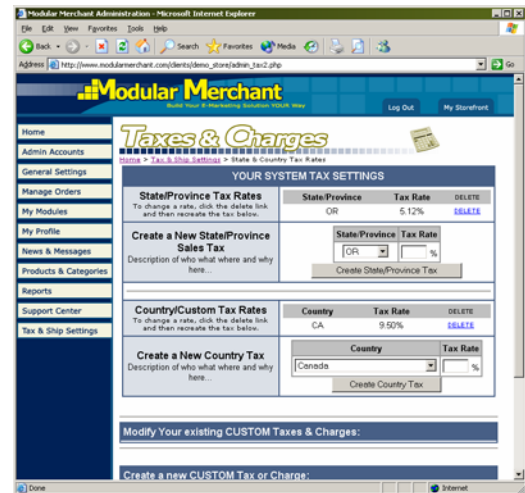 Modular Merchant Administration - Microsoft Internet Explorer
File Edit View Favorites Tools Help
Back Search Favorites Media
Address http://www.modularmerchant.com/clients/demo_store/admin_tax2.php Go
Modular Merchant
Build Your E-Marketing Solution YOUR Way
Log Out My Storefront
Home
Admin Accounts
General Settings
Manage Orders
My Modules
My Profile
News & Messages
Products & Categories
Reports
Support Center
Tax & Ship Settings
Taxes & Charges
Home > Tax & Ship Settings > State & Country Tax Rates
YOUR SYSTEM TAX SETTINGS
State/Province Tax Rates
To change a rate, click the delete link
and then recreate the tax below.
State/Province Tax Rate DELETE
OR 5.12% DELETE
Create a New State/Province
Sales Tax
Description of who what where and why
here...
State/Province Tax Rate
OR %
Create State/Province Tax
Country/Custom Tax Rates
To change a rate, click the delete link
and then recreate the tax below.
Country Tax Rate DELETE
CA 9.50% DELETE
Create a New Country Tax
Description of who what where and why
here...
Country Tax Rate
Canada %
Create Country Tax
Modify Your existing CUSTOM Taxes & Charges:
Create a new CUSTOM Tax or Charge:
Done Internet